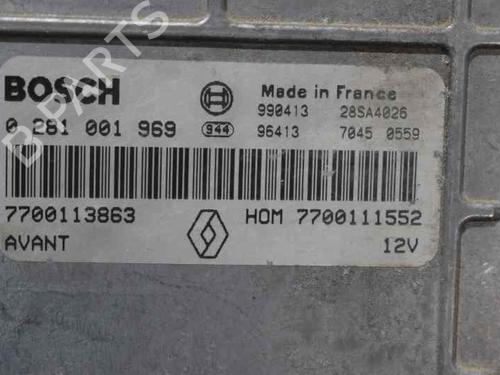 BOSCH
Made in France
990413 28SA4026
0 281 001 969 944 96413 7045 0559
7700113863 HOM 7700111552
AVANT 12V
B-PARTS